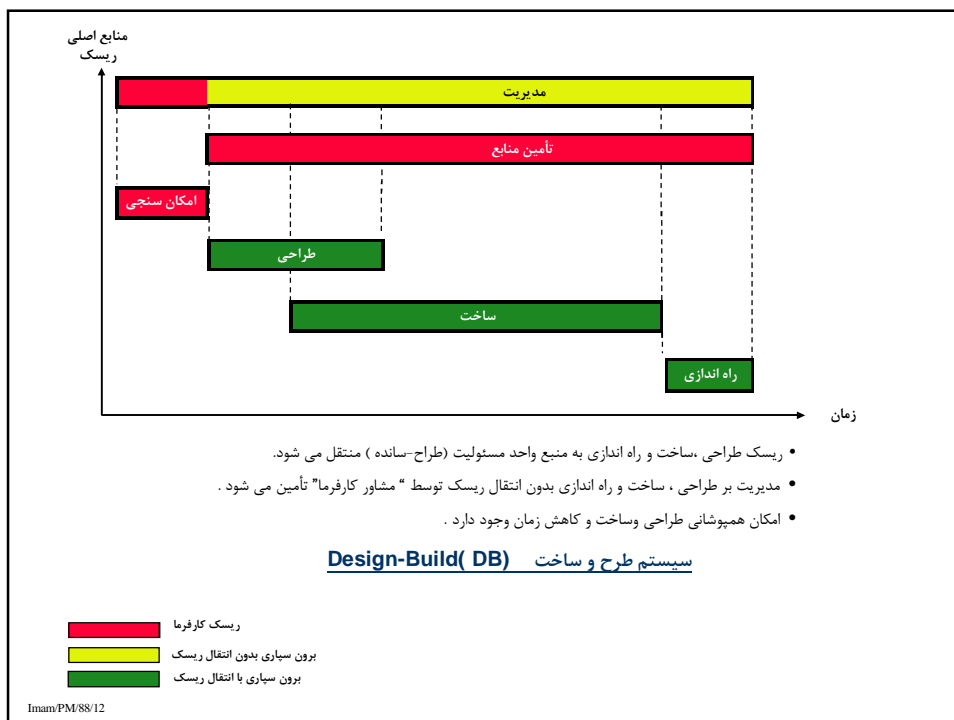 منابع اصلی
ریسک
مدیریت
تأمین منابع
امکان سنجی
طراحی
ساخت
راه اندازی
زمان
• ریسک طراحی ،ساخت و راه اندازی به منبع واحد مسئولیت (طراح-سانده ) منتقل می شود.
• مدیریت بر طراحی ، ساخت و راه اندازی بدون انتقال ریسک توسط “ مشاور کارفرما” تأمین می شود .
• امکان همپوشانی طراحی وساخت و کاهش زمان وجود دارد .
سیستم طرح و ساخت Design-Build( DB)
ریسک کارفرما
برون سپاری بدون انتقال ریسک
برون سپاری با انتقال ریسک
Imam/PM/88/12